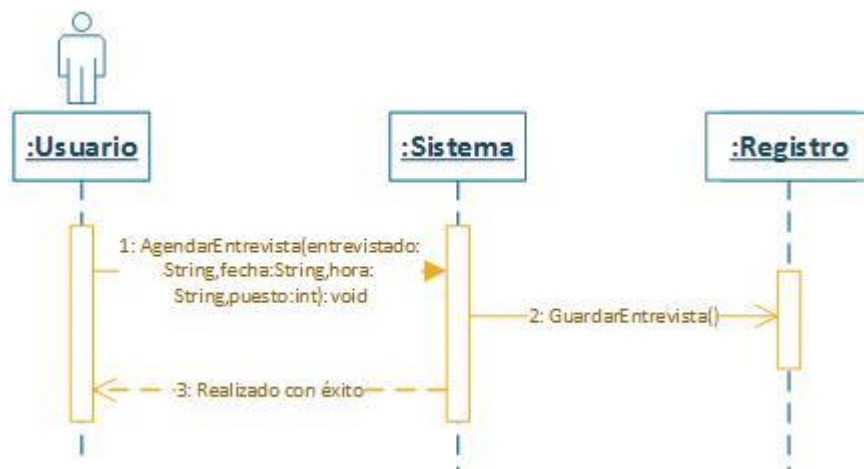 :Usuario
:Sistema
:Registro
1: AgendarEntrevista(entrevistado:
String,fecha:String,hora:
String,puesto:int): void
2: GuardarEntrevista()
3: Realizado con éxito